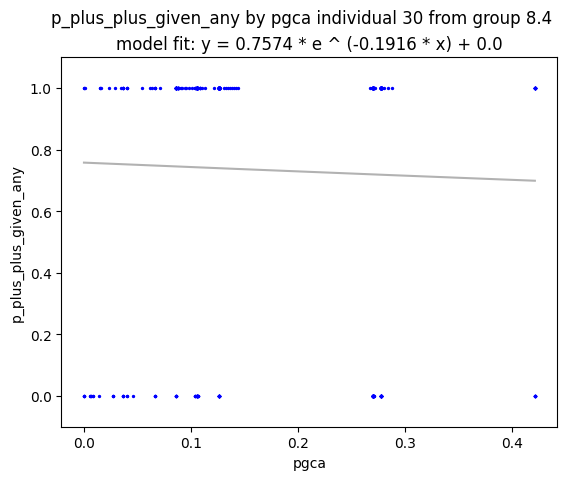 p_plus_plus_given_any by pgca individual 30 from group 8.4
model fit: y = 0.7574 * e ^ (-0.1916 * x) + 0.0
1.0
0.8
0.6
0.4
0.2
0.0
p_plus_plus_given_any
0.0 0.1 0.2 0.3 0.4
pgca